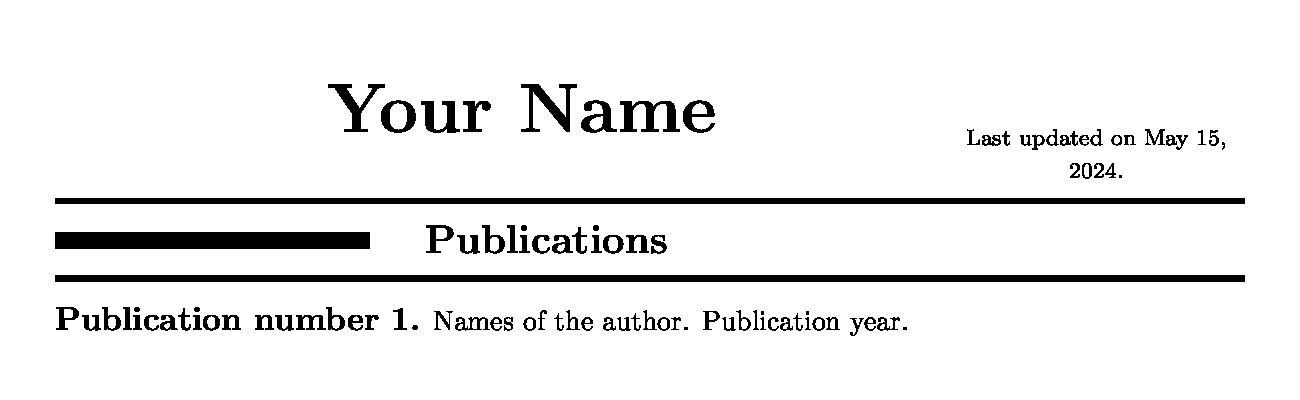 Your Name
Last updated on May 15,
2024.
Publications
Publication number 1. Names of the author. Publication year.